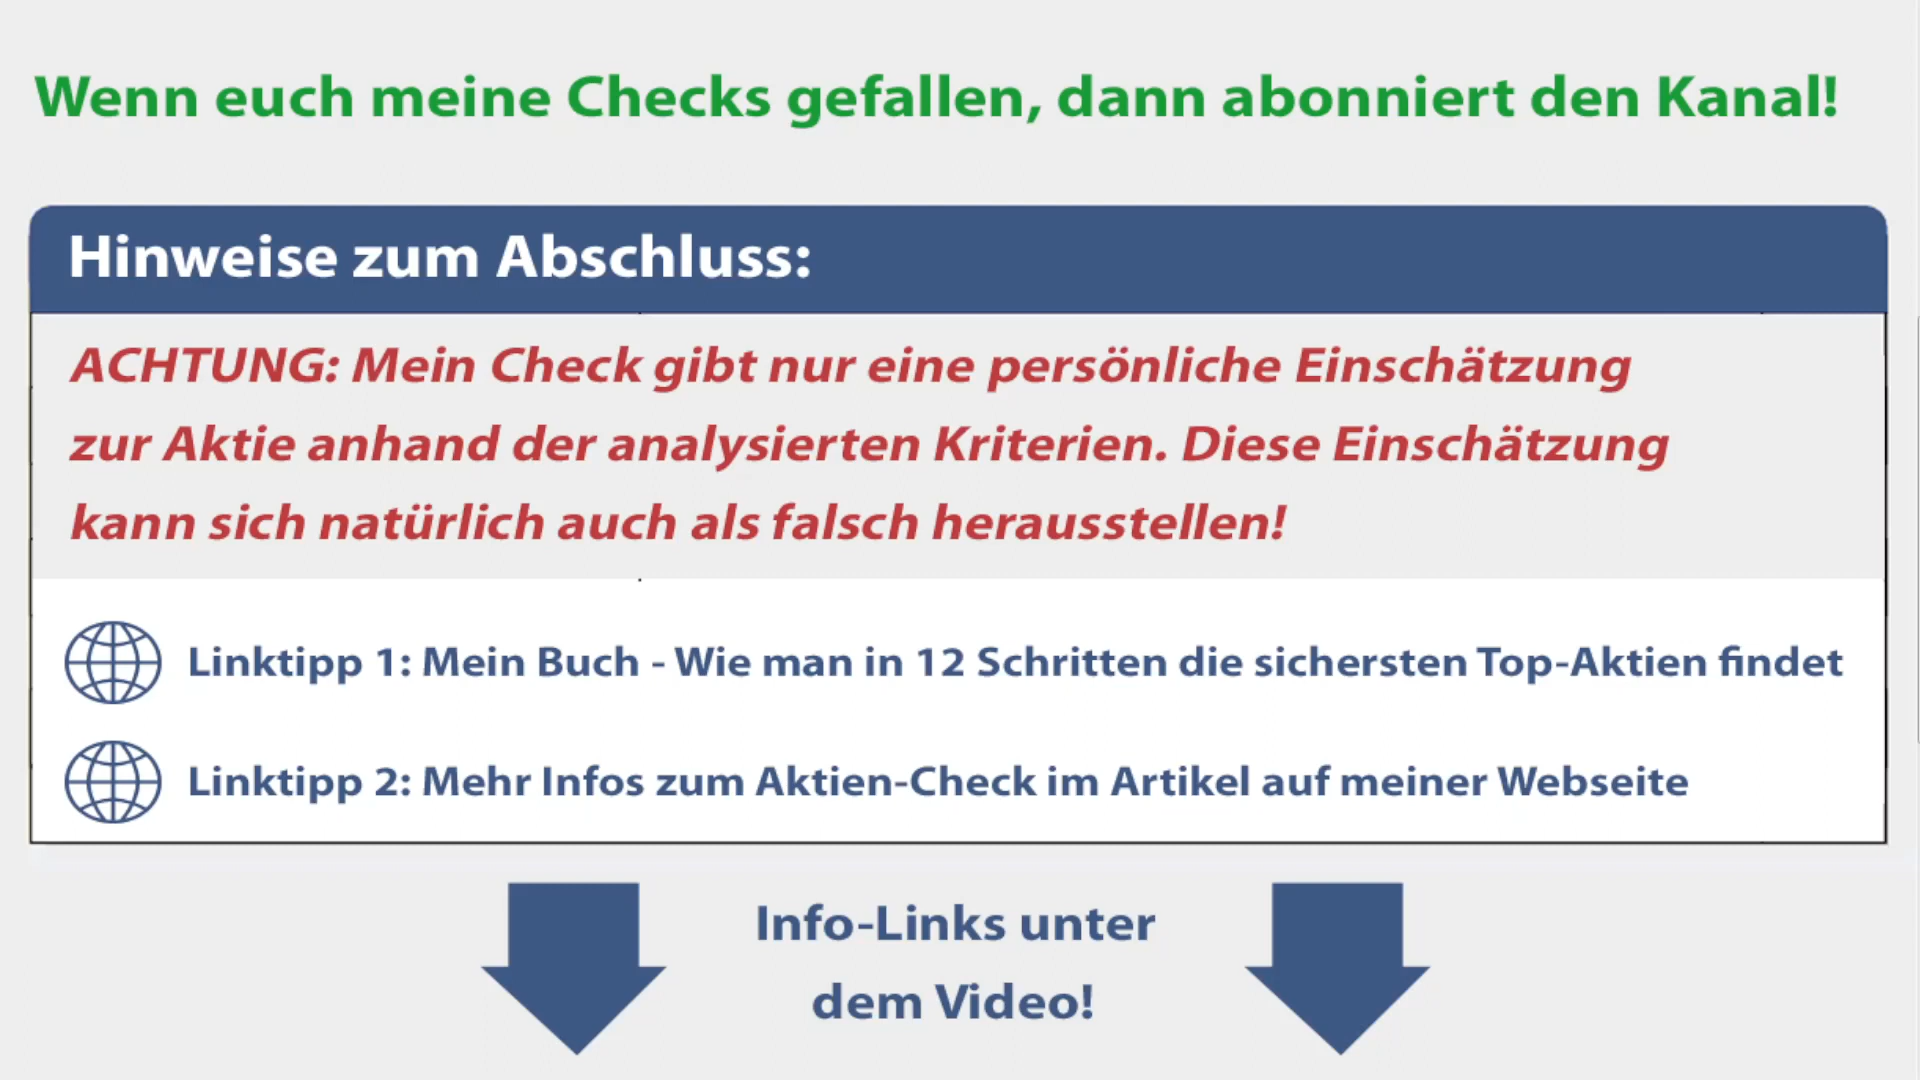 Wenn euch meine Checks gefallen, dann abonniert den Kanal!
Hinweise zum Abschluss:
ACHTUNG: Mein Check gibt nur eine persönliche Einschätzung
zur Aktie anhand der analysierten Kriterien. Diese Einschätzung
kann sich natürlich auch als falsch herausstellen!
Linktipp 1: Mein Buch - Wie man in 12 Schritten die sichersten Top-Aktien findet
Linktipp 2: Mehr Infos zum Aktien-Check im Artikel auf meiner Webseite
Info-Links unter
dem Video!